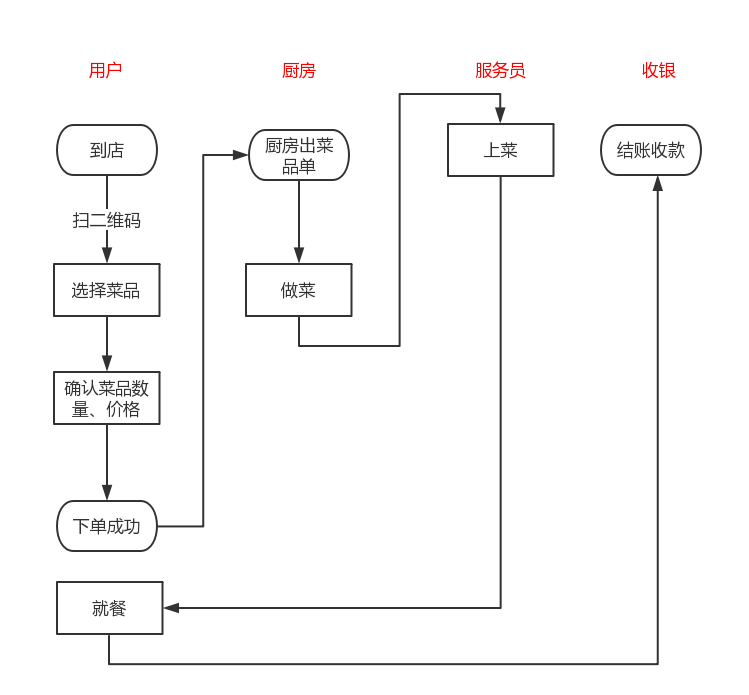 用户
厨房
服务员
收银
到店
扫二维码
选择菜品
确认菜品数
量、价格
下单成功
就餐
厨房出菜
品单
做菜
上菜
结账收款